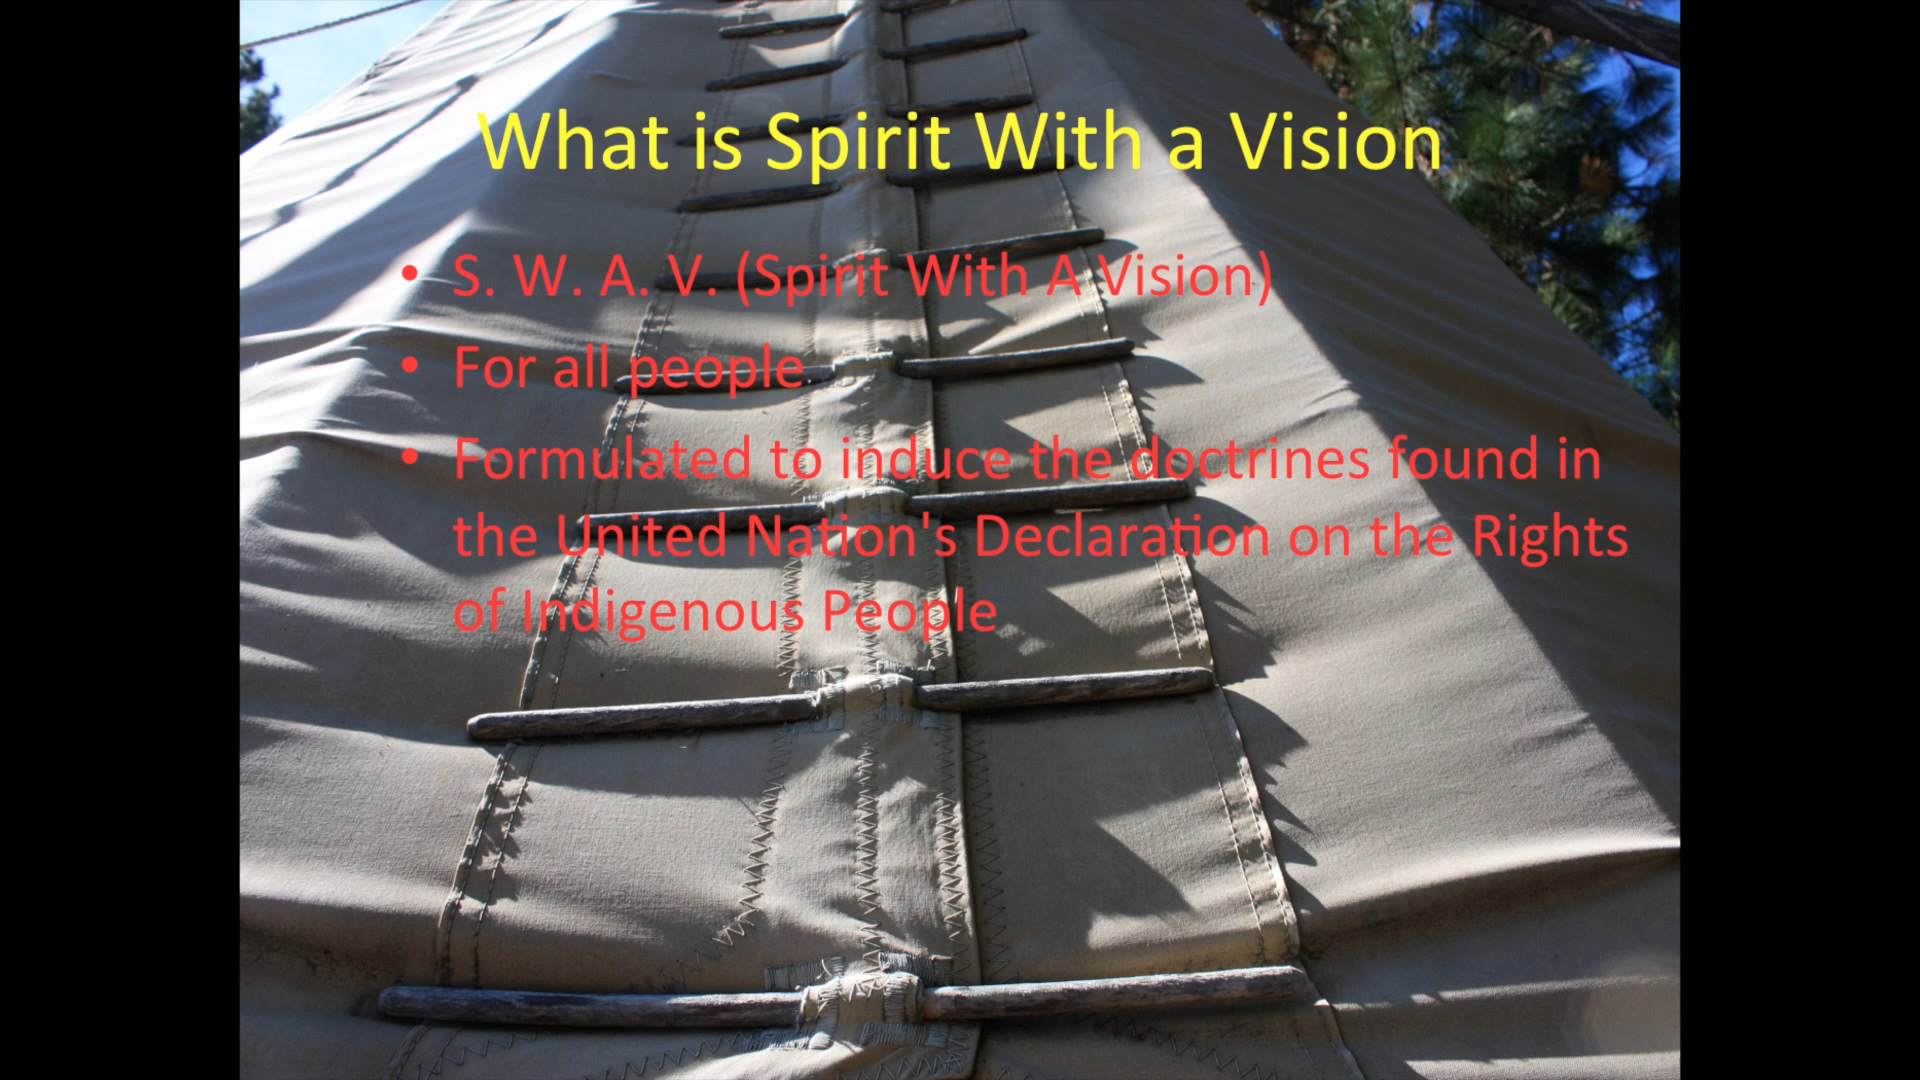 What is Spirit With a Vision
• S. W. A. V. (Spirit With A Vision)
• For all people
• Formulated to induce the doctrines found in
the United Nation's Declaration on the Rights
of Indigenous People